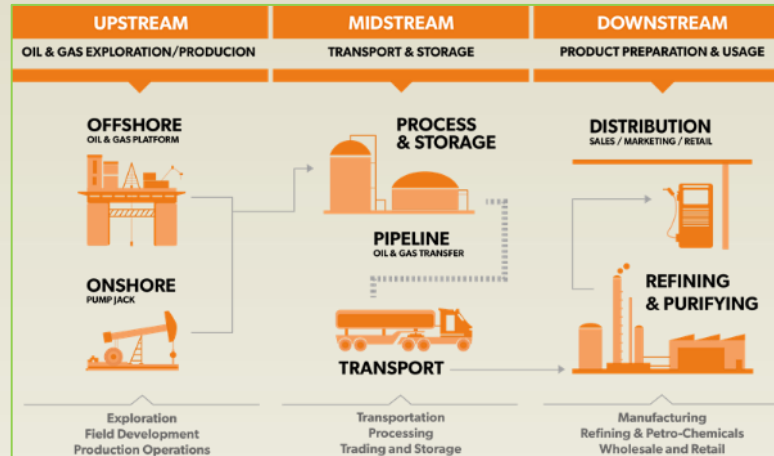 UPSTREAM
OIL & GAS EXPLORATION/PRODUCION
OFFSHORE
OIL & GAS PLATFORM
ONSHORE
PUMP JACK
Exploration
Field Development
Production Operations
MIDSTREAM
TRANSPORT & STORAGE
PROCESS
& STORAGE
PIPELINE
OIL & GAS TRANSFER
TRANSPORT
Transportation
Processing
Trading and Storage
DOWNSTREAM
PRODUCT PREPARATION & USAGE
DISTRIBUTION
SALES / MARKETING / RETAIL
REFINING
& PURIFYING
Manufacturing
Refining & Petro-Chemicals
Wholesale and Retail